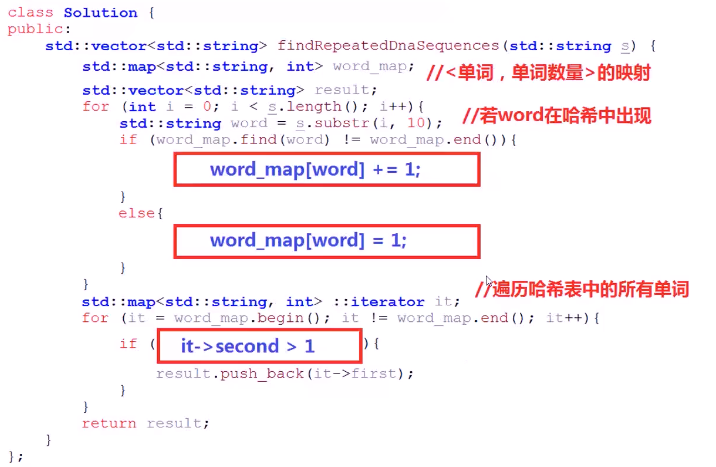 class Solution {
public:
    std::vector<std::string> findRepeatedDnaSequences(std::string s) {
        std::map<std::string, int> word_map; //<单词，单词数量>的映射
        std::vector<std::string> result;
        for (int i = 0; i < s.length(); i++){
            std::string word = s.substr(i, 10); //若word在哈希中出现
            if (word_map.find(word) != word_map.end()){
                word_map[word] += 1;
            }
            else{
                word_map[word] = 1;
            }
        }
        //遍历哈希表中的所有单词
        std::map<std::string, int> ::iterator it;
        for (it = word_map.begin(); it != word_map.end(); it++){
            if ( it->second > 1 ){
                result.push_back(it->first);
            }
        }
        return result;
    }
};